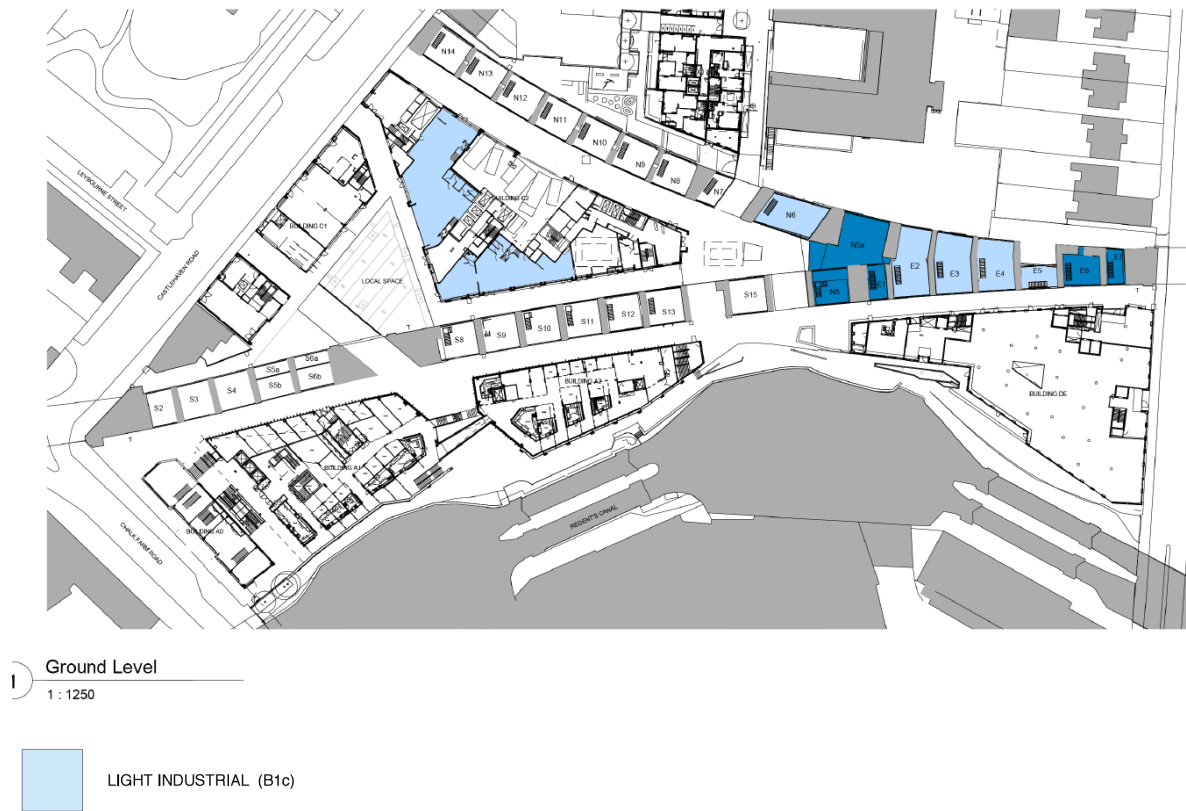 N14
N13
N12
N11
N10
N9
N8
N7
N6
N5a
N5
E1
E2
E3
E4
E5
E6
E7
T
LEYBOURNE STREET
CASTLEHAVEN ROAD
BUILDING C1
BUILDING C2
LOCAL SPACE
T
S15
S13
S12
S11
S10
S9
S8
S6a
S5a
S6b
S5b
S4
S3
S2
T
BUILDING A2
BUILDING DE
BUILDING A1
BUILDING A0
CHALK FARM ROAD
REGENT'S CANAL
1
Ground Level
1 : 1250
LIGHT INDUSTRIAL (B1c)